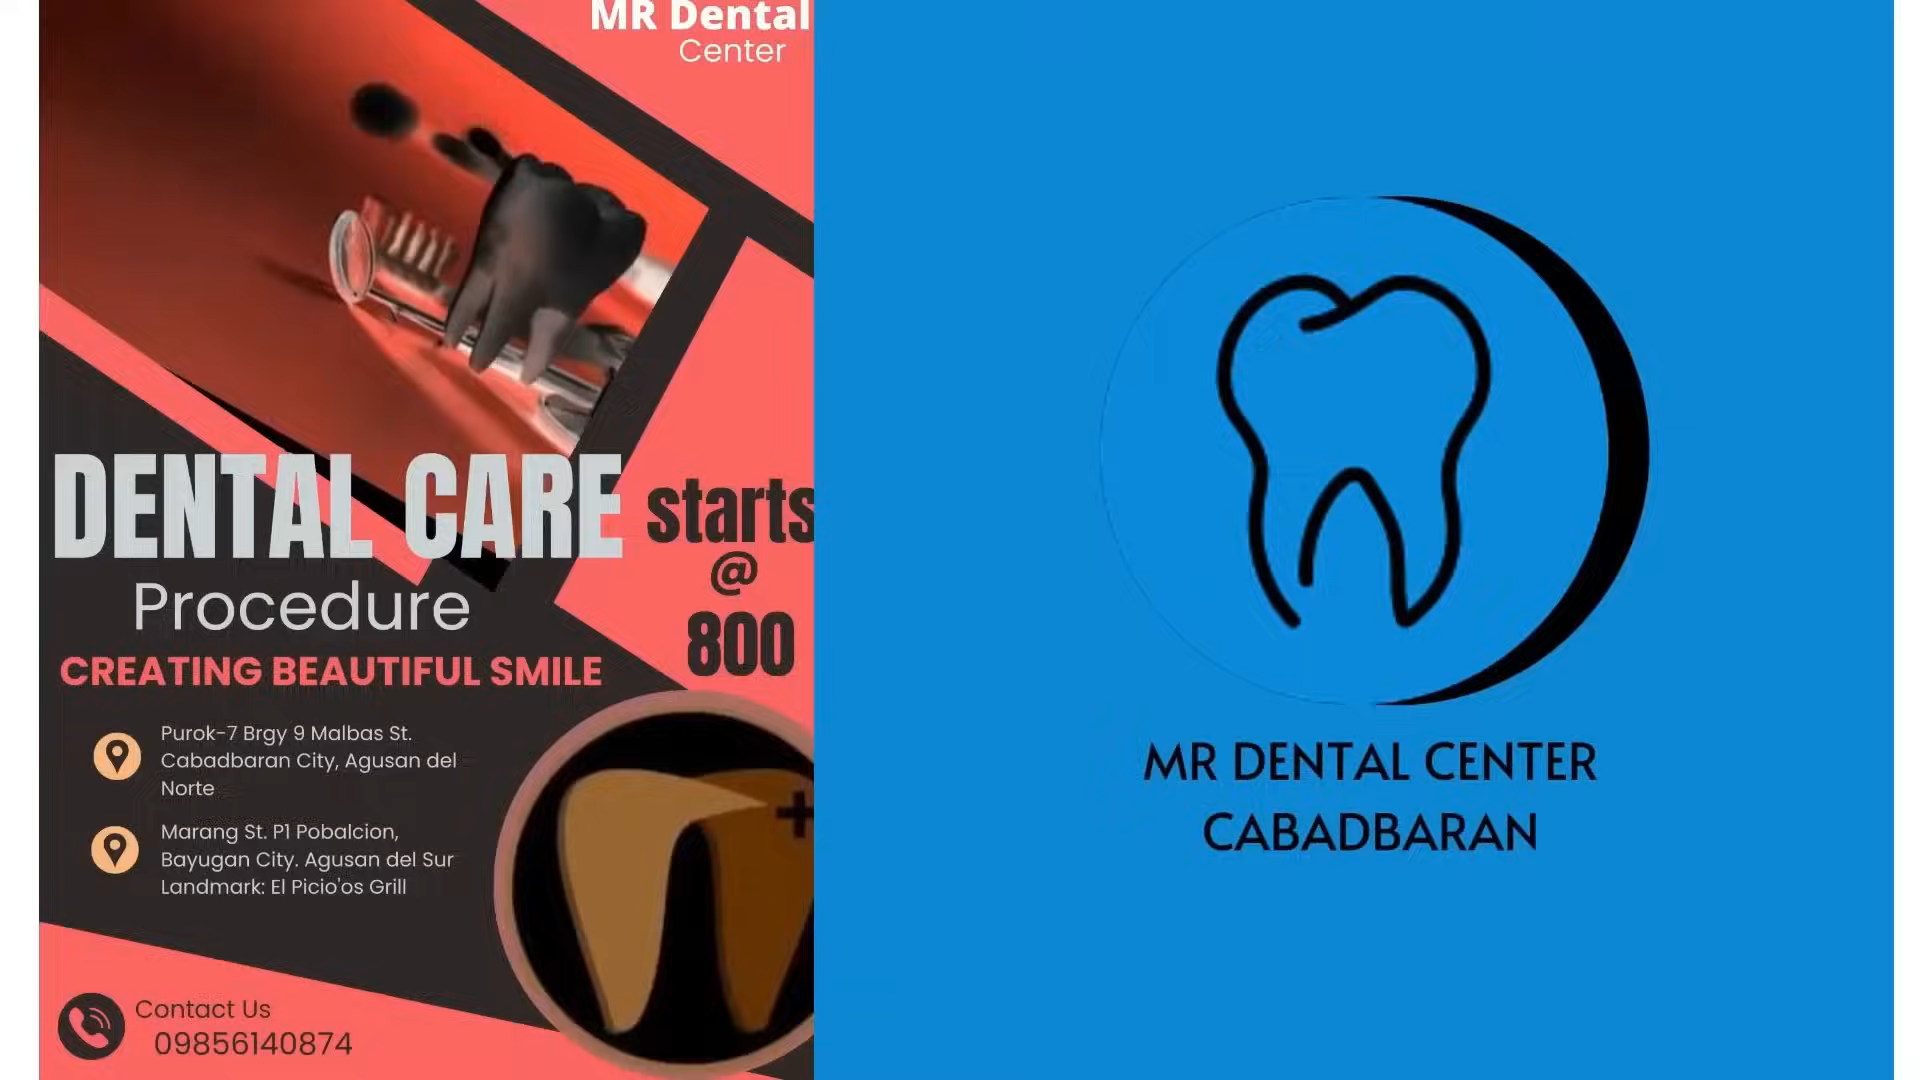 MR Dental
Center
DENTAL CARE
Procedure
CREATING BEAUTIFUL SMILE
starts
@
800
Purok-7 Brgy 9 Malbas St.
Cabadbaran City, Agusan del
Norte
Marang St. P1 Pobalcion,
Bayugan City. Agusan del Sur
Landmark: El Picio'os Grill
Contact Us
09856140874
MR DENTAL CENTER
CABADBARAN